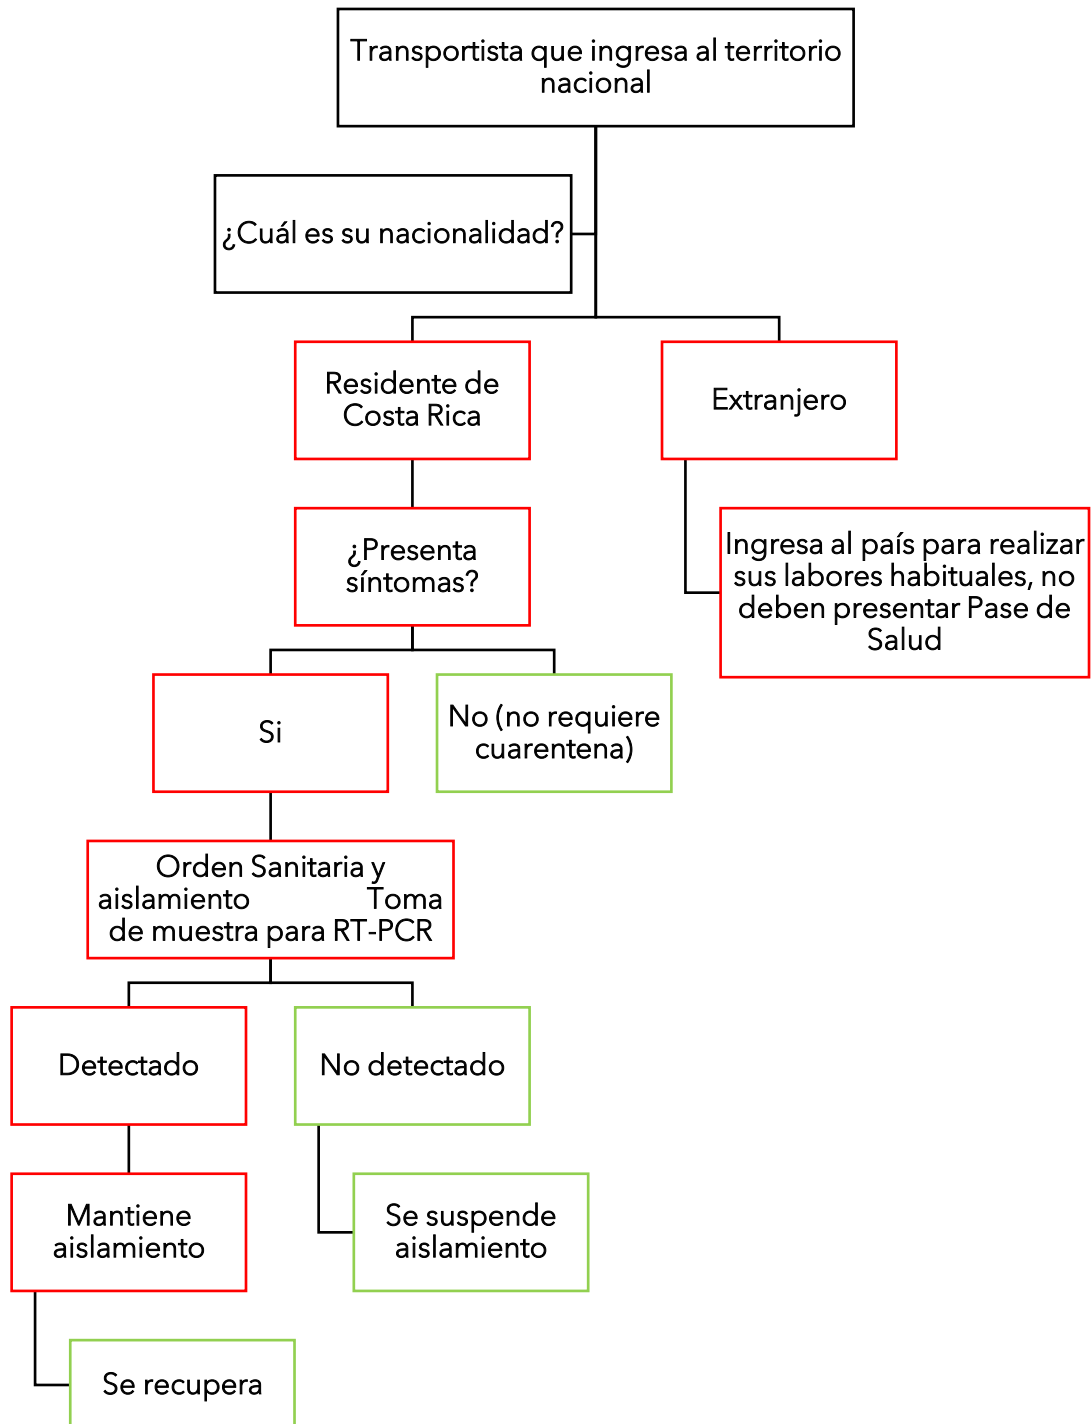 Transportista que ingresa al territorio
nacional
¿Cuál es su nacionalidad?
Residente de
Costa Rica
Extranjero
¿Presenta
síntomas?
Ingresa al país para realizar
sus labores habituales, no
deben presentar Pase de
Salud
Si
No (no requiere
cuarentena)
Orden Sanitaria y
aislamiento Toma
de muestra para RT-PCR
Detectado
No detectado
Mantiene
aislamiento
Se suspende
aislamiento
Se recupera